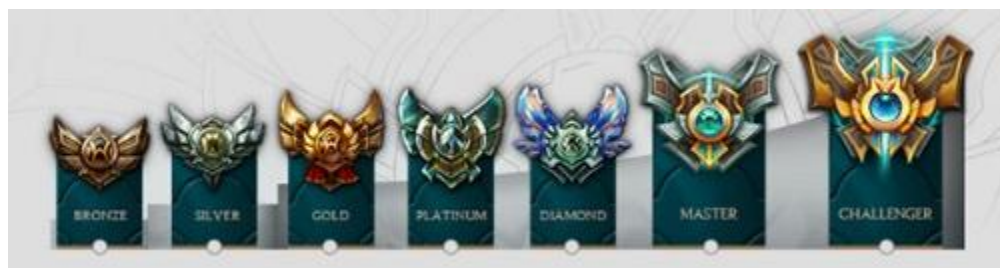 BRONZE
SILVER
GOLD
PLATINUM
DIAMOND
MASTER
CHALLENGER